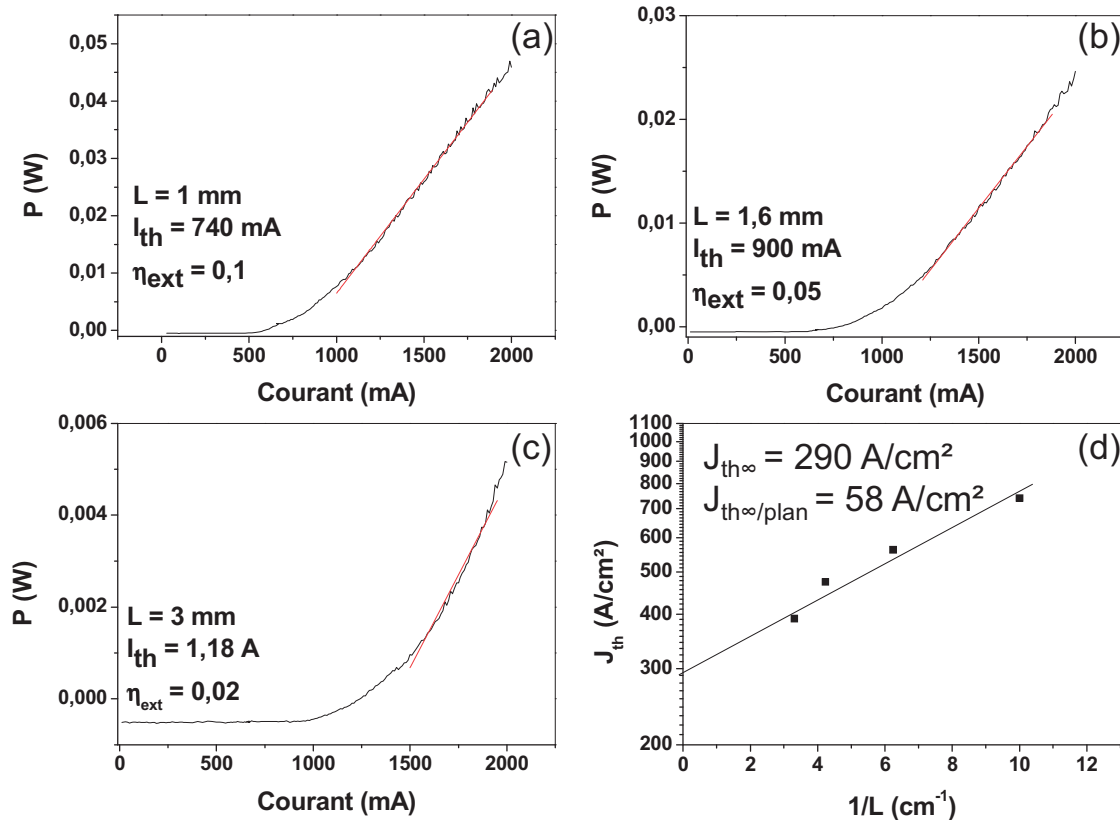 (a)
0,05
0,04
0,03
0,02
0,01
0,00
P (W)
L = 1 mm
Ith = 740 mA
ηext = 0,1
0 500 1000 1500 2000
Courant (mA)
(b)
0,03
0,02
0,01
0,00
P (W)
L = 1,6 mm
Ith = 900 mA
ηext = 0,05
0 500 1000 1500 2000
Courant (mA)
(c)
0,006
0,004
0,002
0,000
P (W)
L = 3 mm
Ith = 1,18 A
ηext = 0,02
0 500 1000 1500 2000
Courant (mA)
(d)
Jth∞ = 290 A/cm²
Jth∞/plan = 58 A/cm²
1100
1000
900
800
700
600
500
400
300
200
Jth (A/cm²)
0 2 4 6 8 10 12
1/L (cm⁻¹)